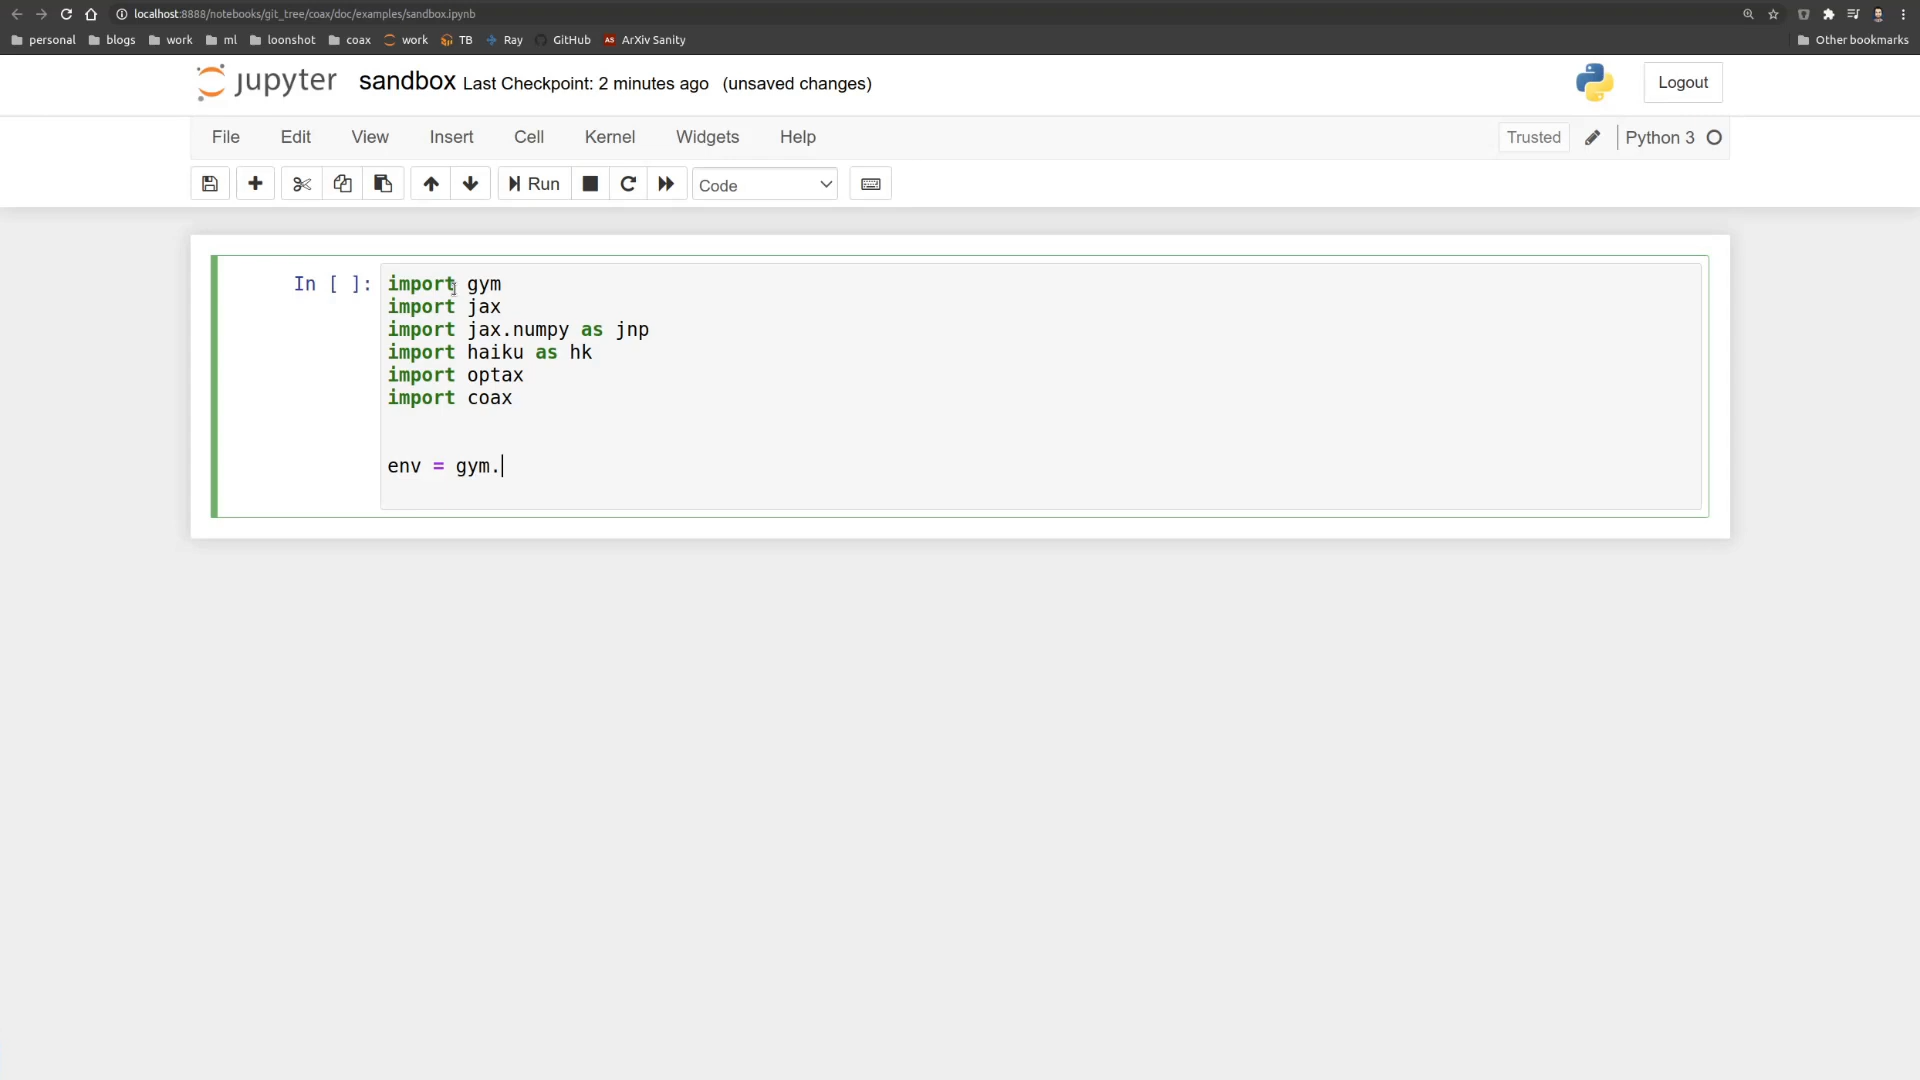 localhost:8888/notebooks/git_tree/coax/doc/examples/sandbox.ipynb
personal blogs work ml loonshot coax work TB Ray GitHub AS ArXiv Sanity Other bookmarks
jupyter sandbox Last Checkpoint: 2 minutes ago (unsaved changes) Logout
File Edit View Insert Cell Kernel Widgets Help Trusted Python 3
Run Code
In [ ]: import gym
import jax
import jax.numpy as jnp
import haiku as hk
import optax
import coax
env = gym.